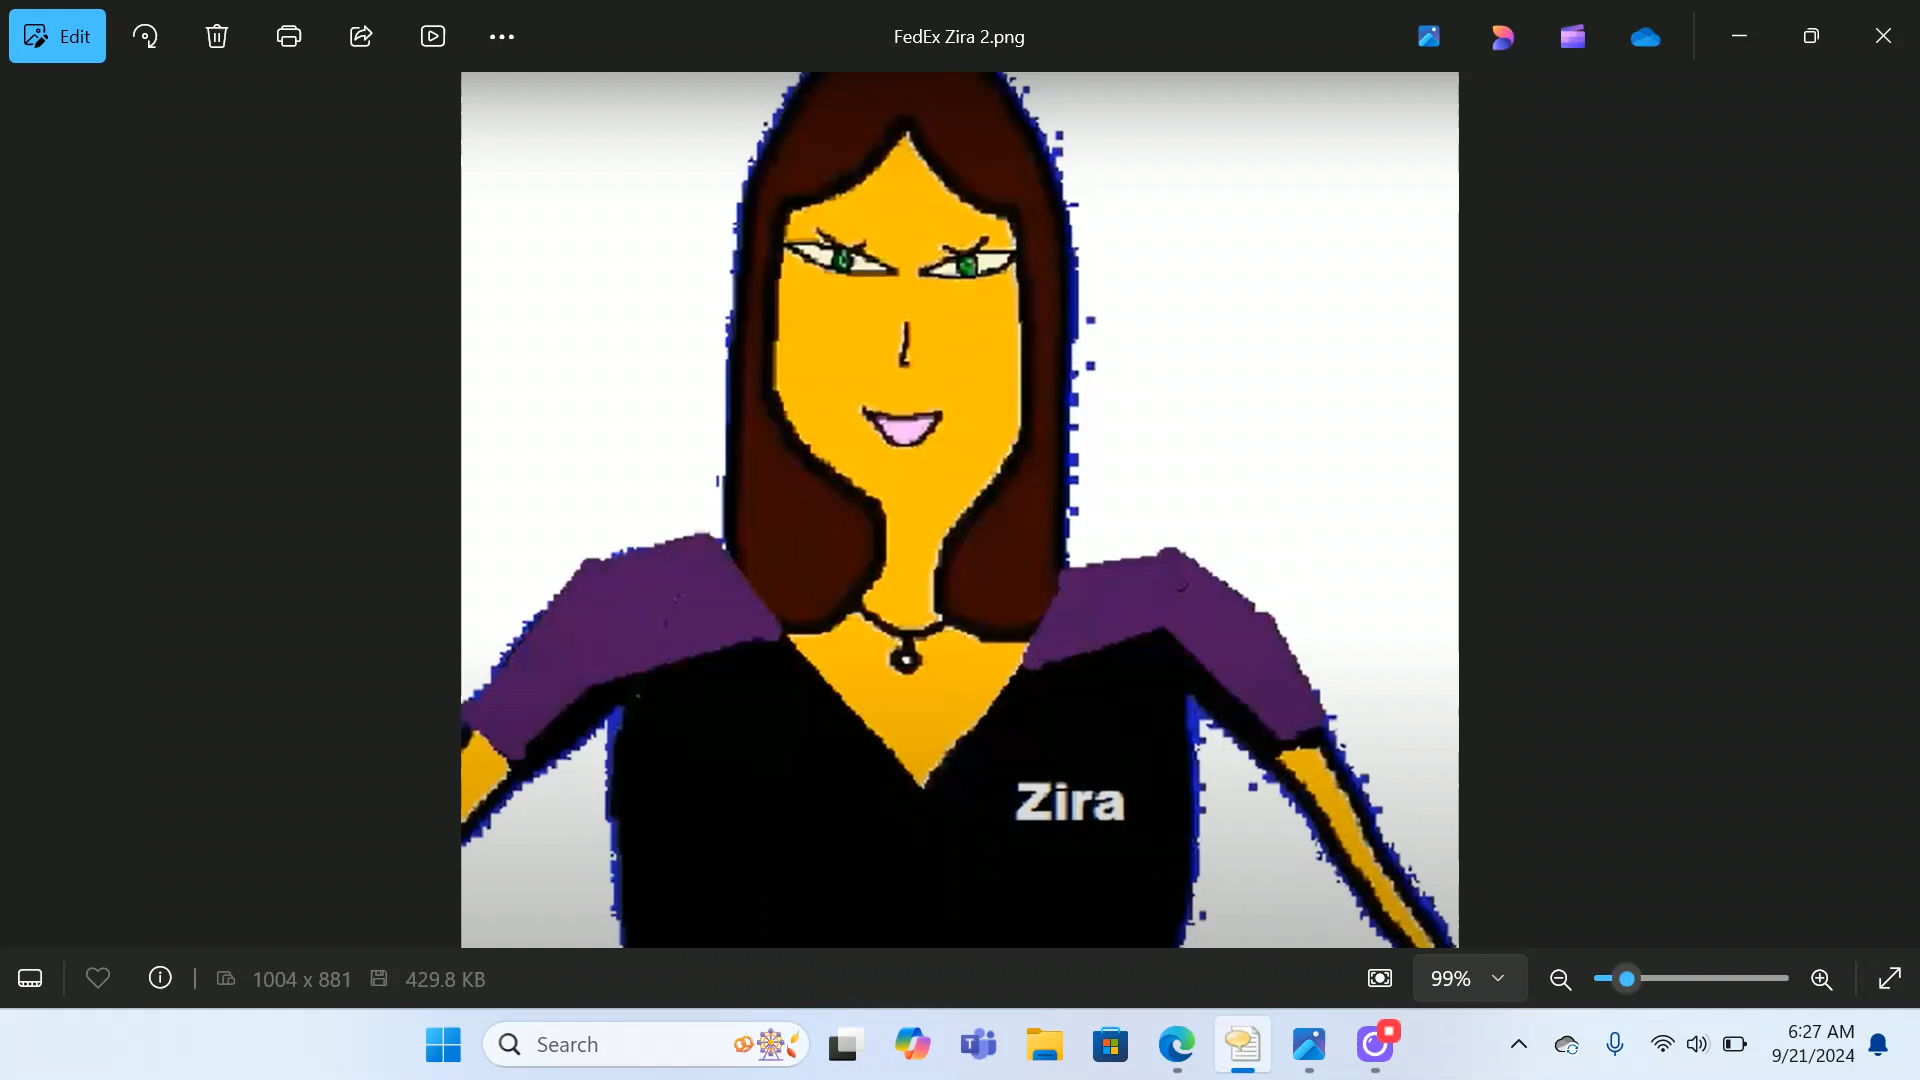 Edit
FedEx Zira 2.png
Zira
1004 x 881
429.8 KB
99%
Search
6:27 AM
9/21/2024